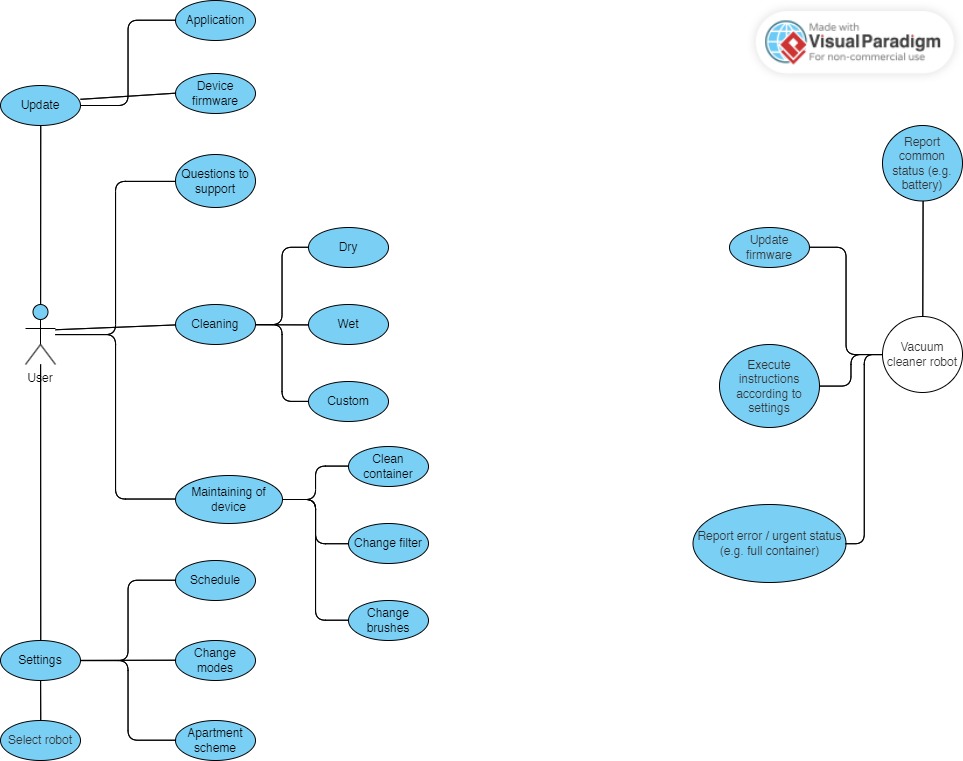 Application
Made with
Visual Paradigm
For non-commercial use
Device
firmware
Update
Report
common
status (e.g.
battery)
Questions to
support
Dry
Update
firmware
Cleaning
Wet
Vacuum
cleaner robot
User
Execute
instructions
according to
settings
Custom
Clean
container
Maintaining of
device
Change filter
Report error / urgent status
(e.g. full container)
Schedule
Change
brushes
Settings
Change
modes
Select robot
Apartment
scheme